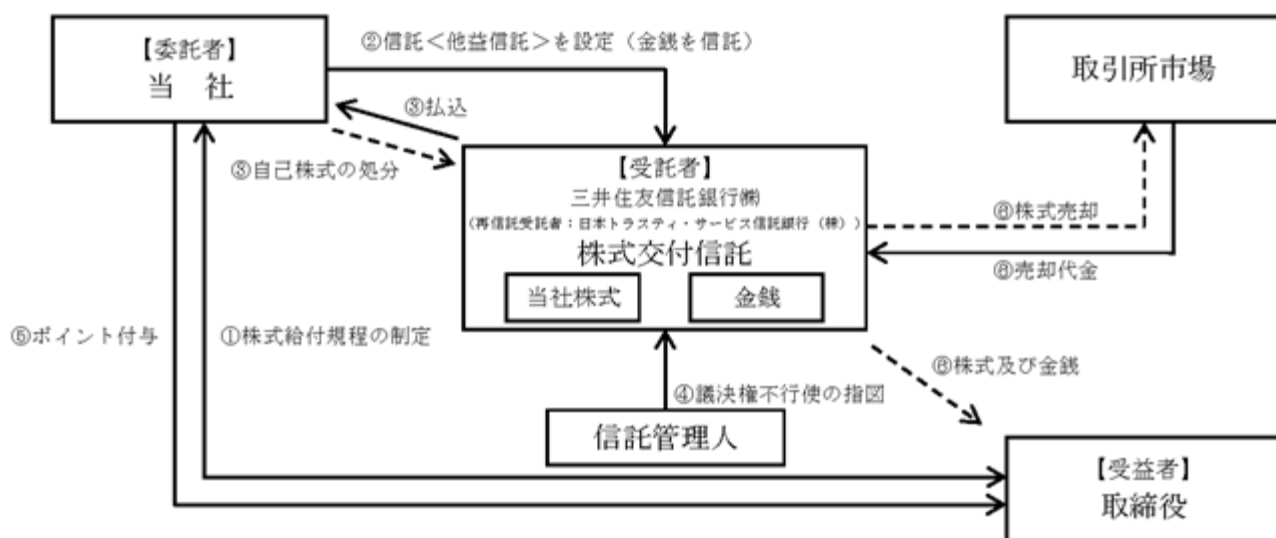 【委託者】
当　社
②信託＜他益信託＞を設定（金銭を信託）
取引所市場
③払込
③自己株式の処分
【受託者】
三井住友信託銀行㈱
（再信託受託者：日本トラスティ・サービス信託銀行（株））
株式交付信託
当社株式
金銭
⑥株式売却
⑥売却代金
⑤ポイント付与
①株式給付規程の制定
⑥株式及び金銭
④議決権不行使の指図
信託管理人
【受益者】
取締役